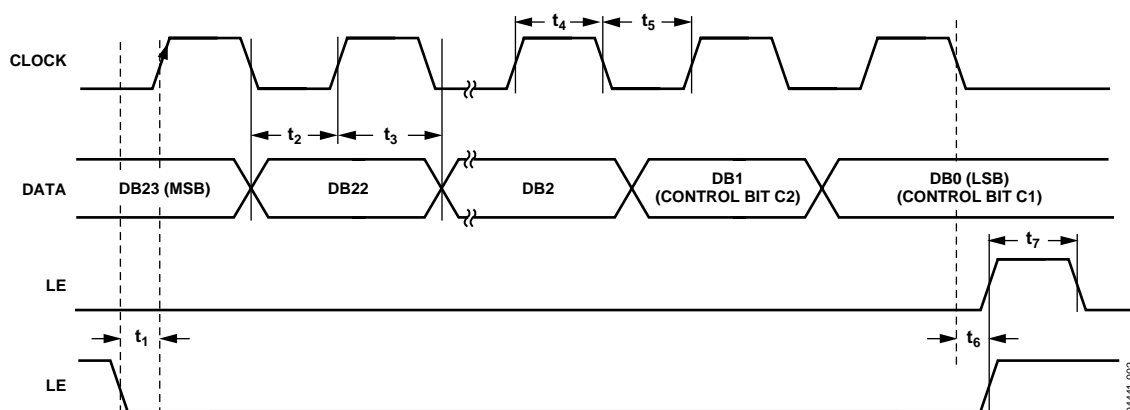 t4
t5
CLOCK
t2
t3
DATA
DB23 (MSB)
DB22
DB2
DB1
(CONTROL BIT C2)
DB0 (LSB)
(CONTROL BIT C1)
t7
LE
t1
t6
LE